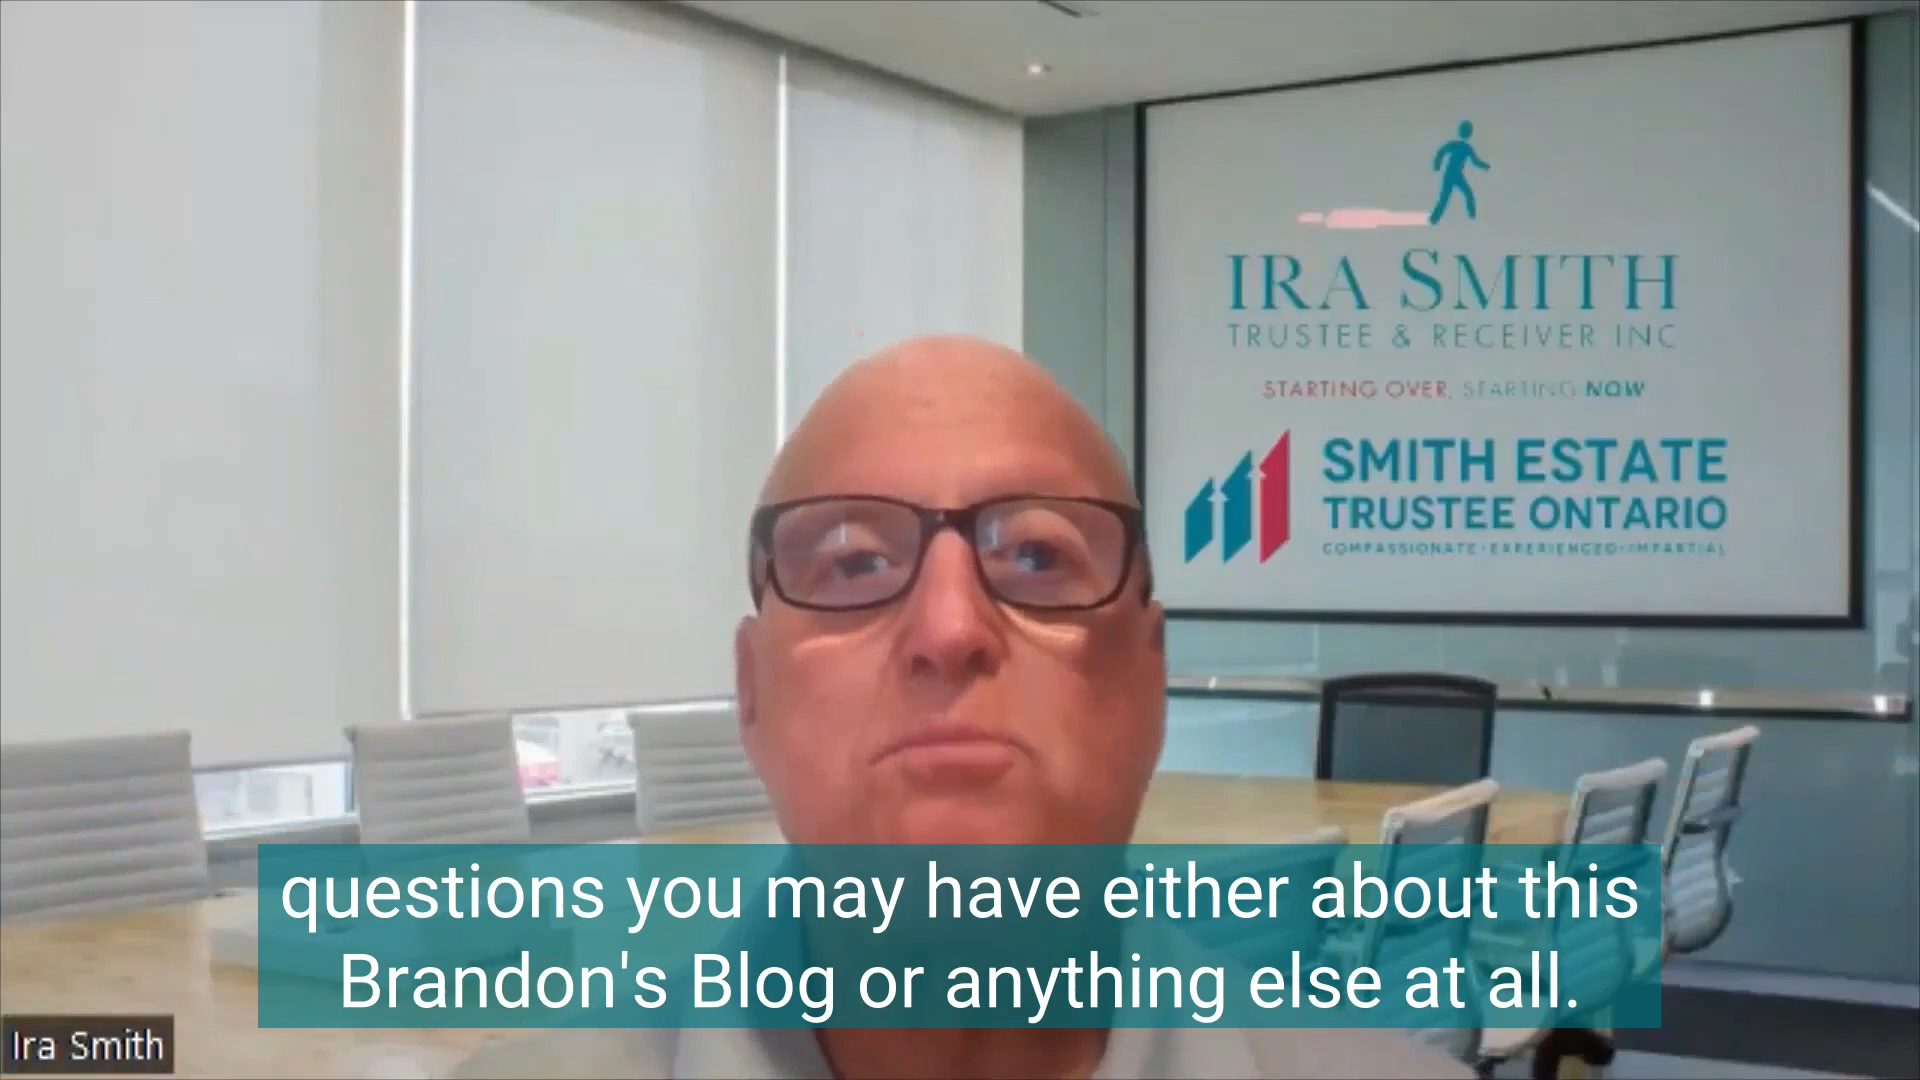 IRA SMITH
TRUSTEE & RECEIVER INC
STARTING OVER, STARTING NOW
SMITH ESTATE
TRUSTEE ONTARIO
COMPASSIONATE • EXPERIENCED • IMPARTIAL
questions you may have either about this
Brandon's Blog or anything else at all.
Ira Smith